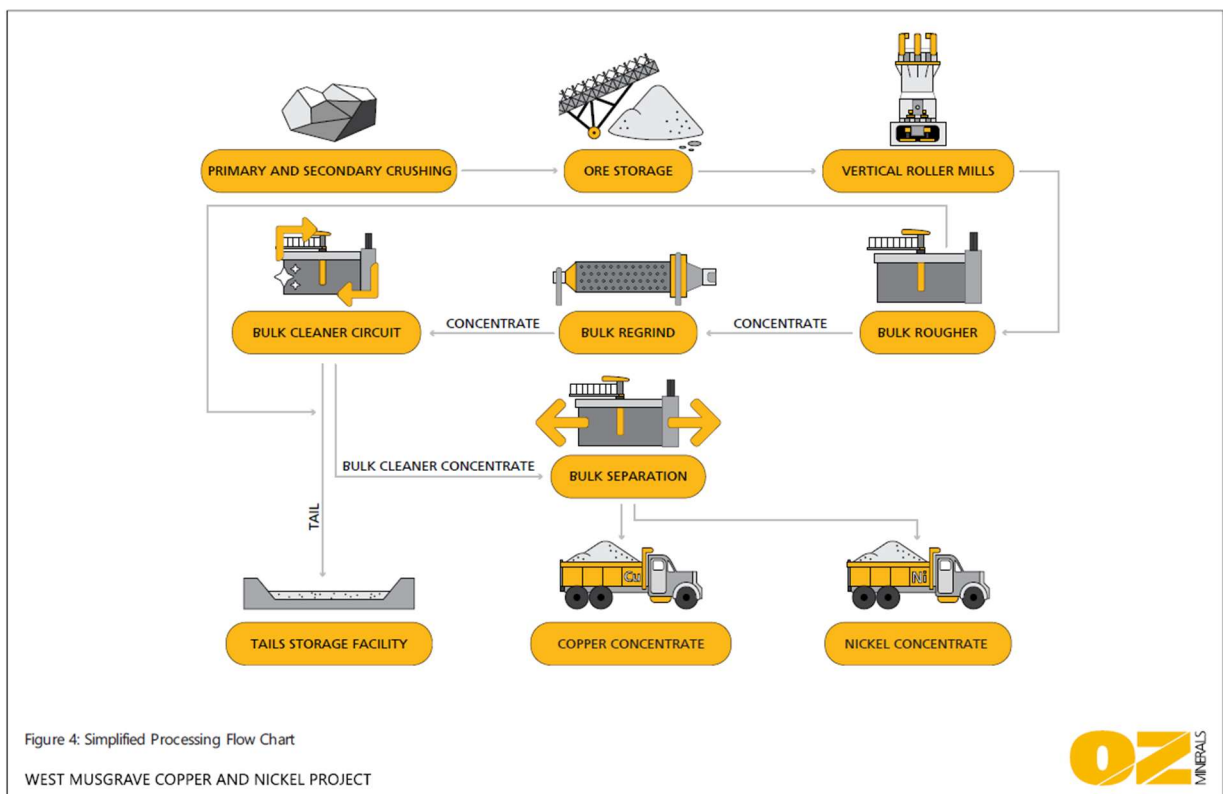 PRIMARY AND SECONDARY CRUSHING
ORE STORAGE
VERTICAL ROLLER MILLS
BULK CLEANER CIRCUIT
CONCENTRATE
BULK REGRIND
CONCENTRATE
BULK ROUGHER
BULK CLEANER CONCENTRATE
BULK SEPARATION
TAIL
Cu
Ni
TAILS STORAGE FACILITY
COPPER CONCENTRATE
NICKEL CONCENTRATE
Figure 4: Simplified Processing Flow Chart
WEST MUSGRAVE COPPER AND NICKEL PROJECT
OZ
MINERALS